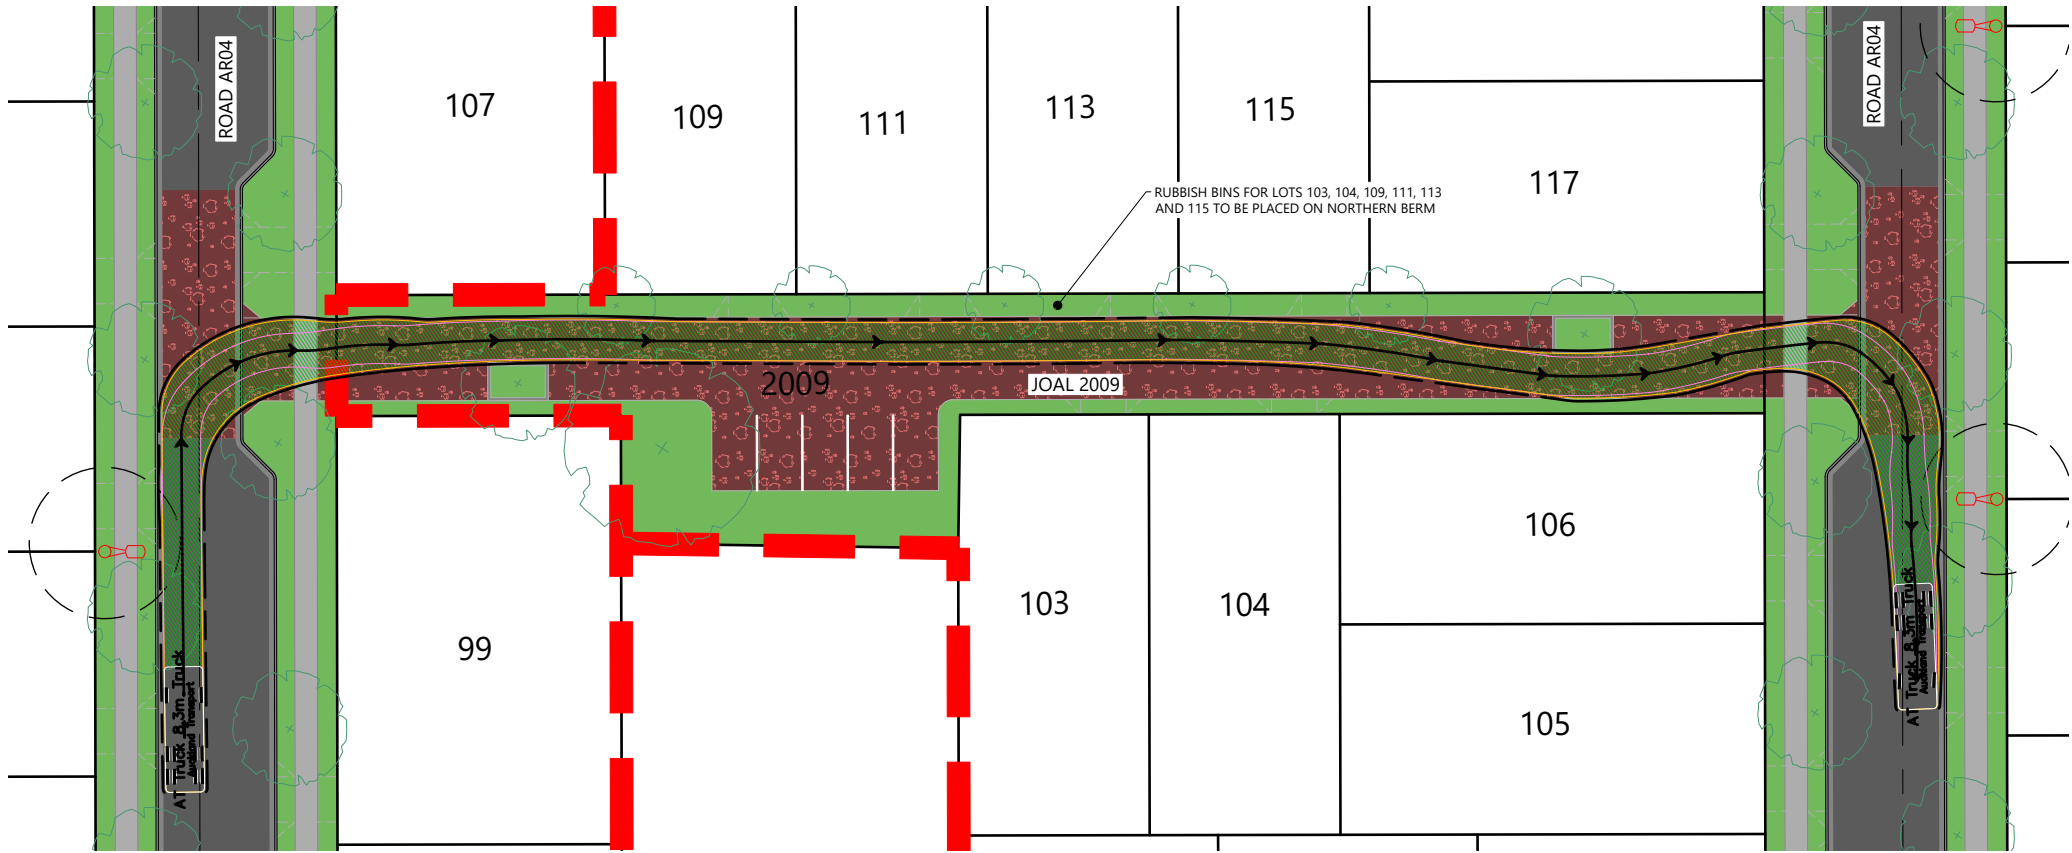 ROAD AR04
ROAD AR04
107
109
111
113
115
117
RUBBISH BINS FOR LOTS 103, 104, 109, 111, 113
AND 115 TO BE PLACED ON NORTHERN BERM
2009
JOAL 2009
99
103
104
106
105
AT Truck 8.3m Truck
Auckland Transport
AT Truck 8.3m Truck
Auckland Transport